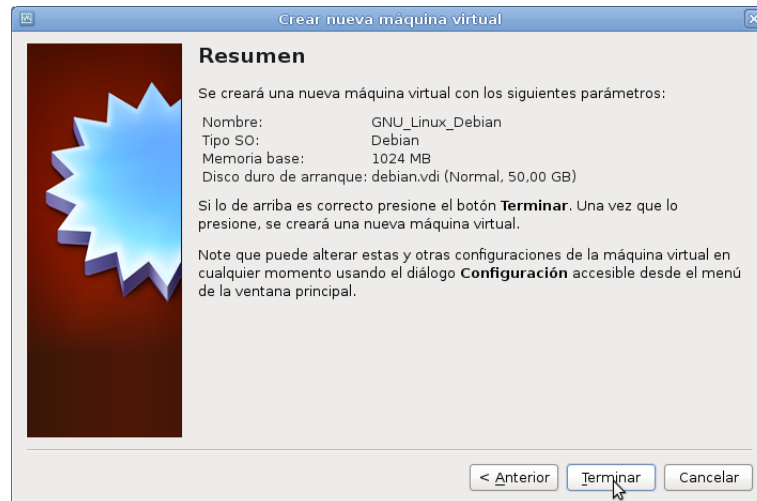 Crear nueva máquina virtual
Resumen
Se creará una nueva máquina virtual con los siguientes parámetros:
Nombre: GNU_Linux_Debian
Tipo SO: Debian
Memoria base: 1024 MB
Disco duro de arranque: debian.vdi (Normal, 50,00 GB)
Si lo de arriba es correcto presione el botón Terminar. Una vez que lo
presione, se creará una nueva máquina virtual.
Note que puede alterar estas y otras configuraciones de la máquina virtual en
cualquier momento usando el diálogo Configuración accesible desde el menú
de la ventana principal.
< Anterior Terminar Cancelar